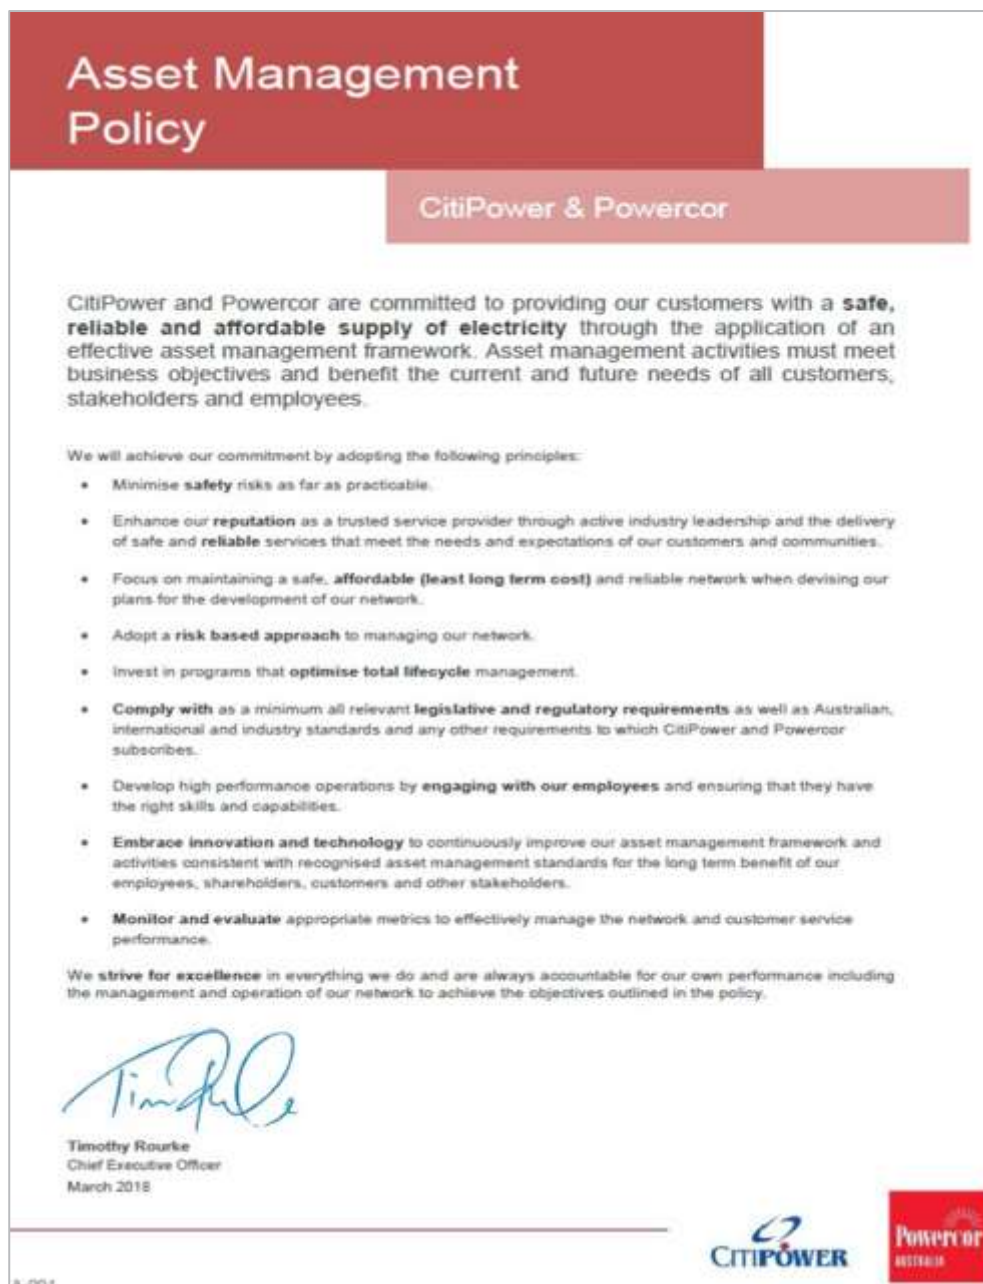 Asset Management
Policy
CitiPower & Powercor
CitiPower and Powercor are committed to providing our customers with a safe,
reliable and affordable supply of electricity through the application of an
effective asset management framework. Asset management activities must meet
business objectives and benefit the current and future needs of all customers,
stakeholders and employees.
We will achieve our commitment by adopting the following principles:
• Minimise safety risks as far as practicable.
• Enhance our reputation as a trusted service provider through active industry leadership and the delivery
of safe and reliable services that meet the needs and expectations of our customers and communities.
• Focus on maintaining a safe, affordable (least long term cost) and reliable network when devising our
plans for the development of our network.
• Adopt a risk based approach to managing our network.
• Invest in programs that optimise total lifecycle management.
• Comply with as a minimum all relevant legislative and regulatory requirements as well as Australian,
international and industry standards and any other requirements to which CitiPower and Powercor
subscribes.
• Develop high performance operations by engaging with our employees and ensuring that they have
the right skills and capabilities.
• Embrace innovation and technology to continuously improve our asset management framework and
activities consistent with recognised asset management standards for the long term benefit of our
employees, shareholders, customers and other stakeholders.
• Monitor and evaluate appropriate metrics to effectively manage the network and customer service
performance.
We strive for excellence in everything we do and are always accountable for our own performance including
the management and operation of our network to achieve the objectives outlined in the policy.
Timothy Rourke
Chief Executive Officer
March 2018
CITIPOWER
Powercor
AUSTRALIA